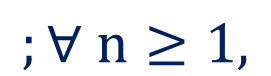 ; ∀ n ≥ 1,